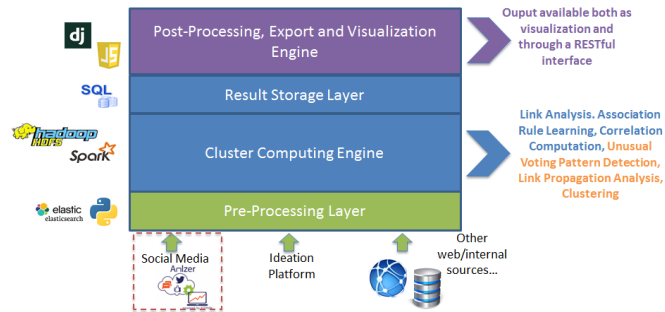 dj
JS
Post-Processing, Export and Visualization
Engine
Ouput available both as
visualization and
through a RESTful
interface
SQL
Result Storage Layer
hadoop
HDFS
Spark
Cluster Computing Engine
Link Analysis. Association
Rule Learning, Correlation
Computation, Unusual
Voting Pattern Detection,
Link Propagation Analysis,
Clustering
elastic
elasticsearch
Pre-Processing Layer
Social Media
Anlzer
Ideation
Platform
Other
web/internal
sources...